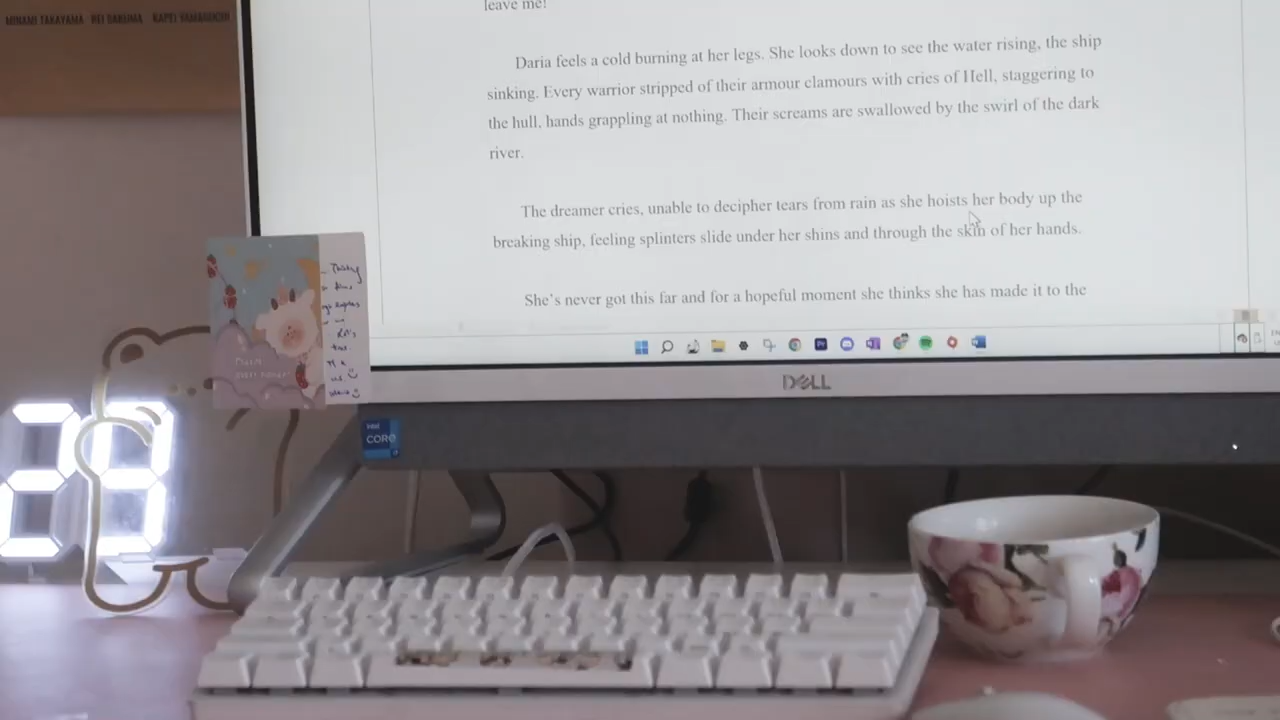 MINAMI TAKAYAMA REI SAKUMA KAPPEI YAMAGUCHI
leave me!
Daria feels a cold burning at her legs. She looks down to see the water rising, the ship
sinking. Every warrior stripped of their armour clamours with cries of Hell, staggering to
the hull, hands grappling at nothing. Their screams are swallowed by the swirl of the dark
river.
The dreamer cries, unable to decipher tears from rain as she hoists her body up the
breaking ship, feeling splinters slide under her shins and through the skin of her hands.
She’s never got this far and for a hopeful moment she thinks she has made it to the
DELL
intel
CORE